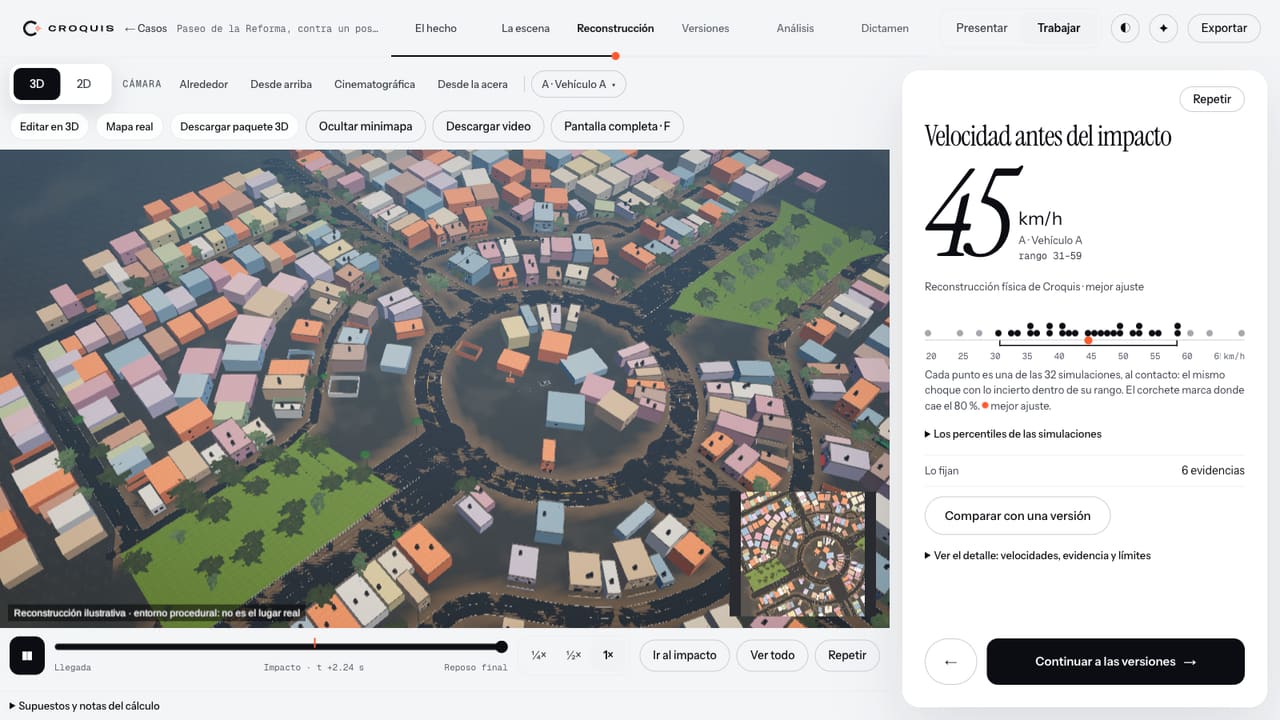 CROQUIS
← Casos
Paseo de la Reforma, contra un pos…
El hecho
La escena
Reconstrucción
Versiones
Análisis
Dictamen
Presentar
Trabajar
Exportar
3D
2D
CÁMARA
Alrededor
Desde arriba
Cinematográfica
Desde la acera
A · Vehículo A
Editar en 3D
Mapa real
Descargar paquete 3D
Ocultar minimapa
Descargar video
Pantalla completa · F
Reconstrucción ilustrativa · entorno procedural: no es el lugar real
Llegada
Impacto · t +2.24 s
Reposo final
¼×
½×
1×
Ir al impacto
Ver todo
Repetir
Supuestos y notas del cálculo
Repetir
Velocidad antes del impacto
45
km/h
A · Vehículo A
rango 31–59
Reconstrucción física de Croquis · mejor ajuste
20 25 30 35 40 45 50 55 60 6 km/h
Cada punto es una de las 32 simulaciones, al contacto: el mismo
choque con lo incierto dentro de su rango. El corchete marca donde
cae el 80 %. mejor ajuste.
Los percentiles de las simulaciones
Lo fijan
6 evidencias
Comparar con una versión
Ver el detalle: velocidades, evidencia y límites
←
Continuar a las versiones →